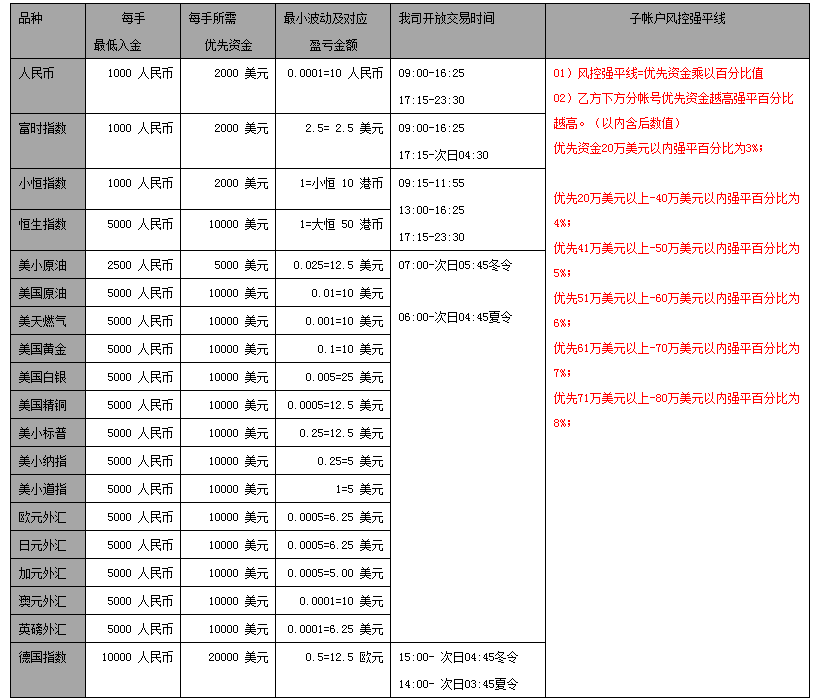 品种 每手 每手所需 最小波动及对应 我司开放交易时间 子帐户风控强平线
最低入金 优先资金 盈亏金额
人民币 1000 人民币 2000 美元 0.0001=10 人民币 09:00-16:25
17:15-23:30
富时指数 1000 人民币 2000 美元 2.5= 2.5 美元 09:00-16:25
17:15-次日04:30
小恒指数 1000 人民币 2000 美元 1=小恒 10 港币 09:15-11:55
13:00-16:25
恒生指数 5000 人民币 10000 美元 1=大恒 50 港币 17:15-23:30
美小原油 2500 人民币 5000 美元 0.025=12.5 美元 07:00-次日05:45冬令
美国原油 5000 人民币 10000 美元 0.01=10 美元
美天燃气 5000 人民币 10000 美元 0.001=10 美元 06:00-次日04:45夏令
美国黄金 5000 人民币 10000 美元 0.1=10 美元
美国白银 5000 人民币 10000 美元 0.005=25 美元
美国精铜 5000 人民币 10000 美元 0.0005=12.5 美元
美小标普 5000 人民币 10000 美元 0.25=12.5 美元
美小纳指 5000 人民币 10000 美元 0.25=5 美元
美小道指 5000 人民币 10000 美元 1=5 美元
欧元外汇 5000 人民币 10000 美元 0.0005=6.25 美元
日元外汇 5000 人民币 10000 美元 0.0005=6.25 美元
加元外汇 5000 人民币 10000 美元 0.0005=5.00 美元
澳元外汇 5000 人民币 10000 美元 0.0001=10 美元
英磅外汇 5000 人民币 10000 美元 0.0001=6.25 美元
德国指数 10000 人民币 20000 美元 0.5=12.5 欧元 15:00- 次日04:45冬令
14:00- 次日03:45夏令
01）风控强平线=优先资金乘以百分比值
02）乙方下方分帐号优先资金越高强平百分比
越高。（以内含后数值）
优先资金20万美元以内强平百分比为3%;
优先20万美元以上-40万美元以内强平百分比为
4%;
优先41万美元以上-50万美元以内强平百分比为
5%;
优先51万美元以上-60万美元以内强平百分比为
6%;
优先61万美元以上-70万美元以内强平百分比为
7%;
优先71万美元以上-80万美元以内强平百分比为
8%;